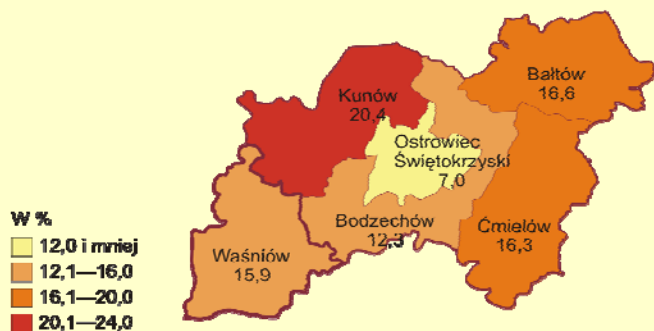 Bałtów
16,6
Kunów
20,4
Ostrowiec
Świętokrzyski
7,0
Bodzechów
12,3
Ćmielów
16,3
Waśniów
15,9
W %
12,0 i mniej
12,1—16,0
16,1—20,0
20,1—24,0